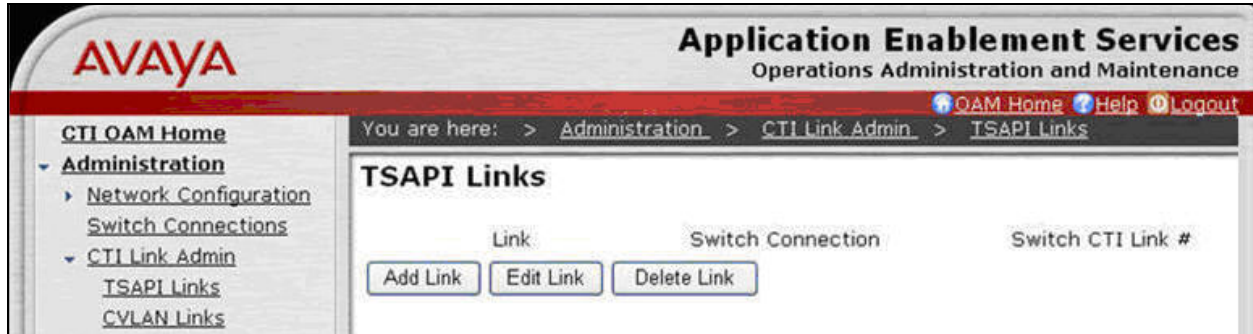 AVAYA
Application Enablement Services
Operations Administration and Maintenance
OAM Home ? Help Logout
CTI OAM Home
You are here: > Administration > CTI Link Admin > TSAPI Links
Administration
Network Configuration
Switch Connections
CTI Link Admin
TSAPI Links
CVLAN Links
TSAPI Links
Link Switch Connection Switch CTI Link #
Add Link Edit Link Delete Link